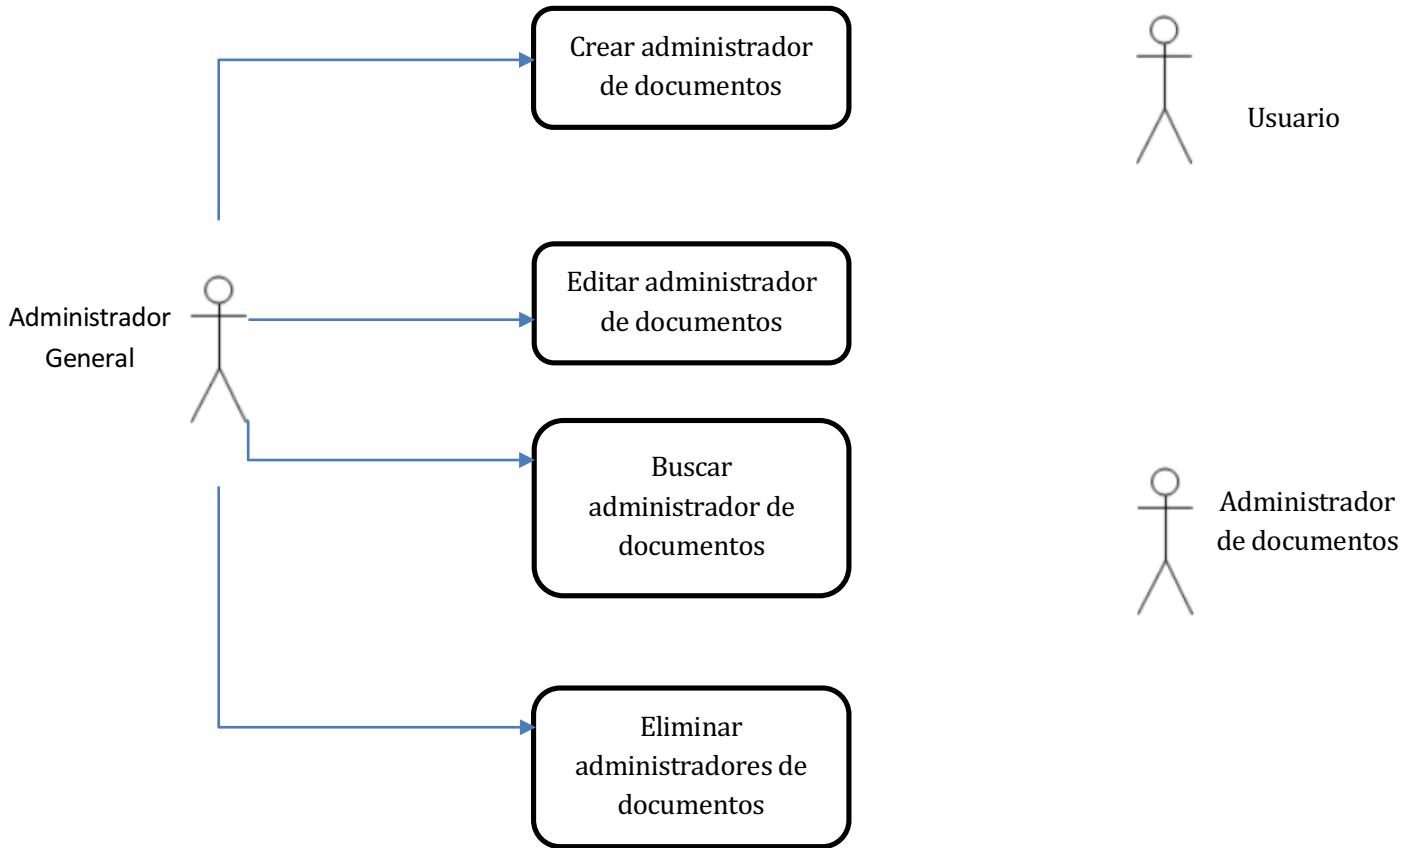 Crear administrador
de documentos
Usuario
Editar administrador
de documentos
Administrador
General
Buscar
administrador de
documentos
Administrador
de documentos
Eliminar
administradores de
documentos